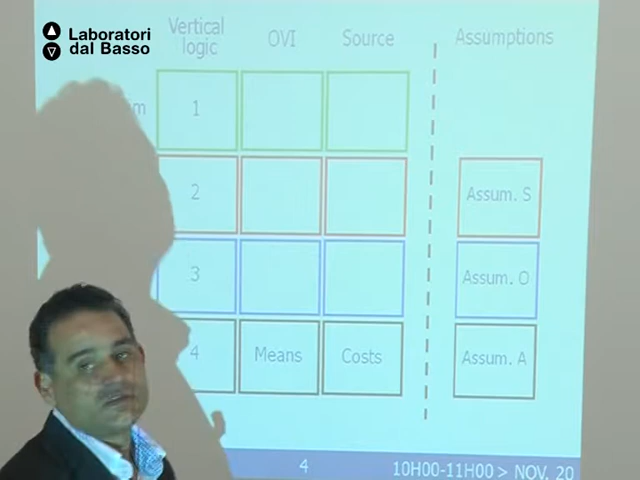 Laboratori
dal Basso
Vertical
logic
OVI
Source
Assumptions
m
1
2
Assum. S
3
Assum. O
4
Means
Costs
Assum. A
4
10H00-11H00 > NOV. 20